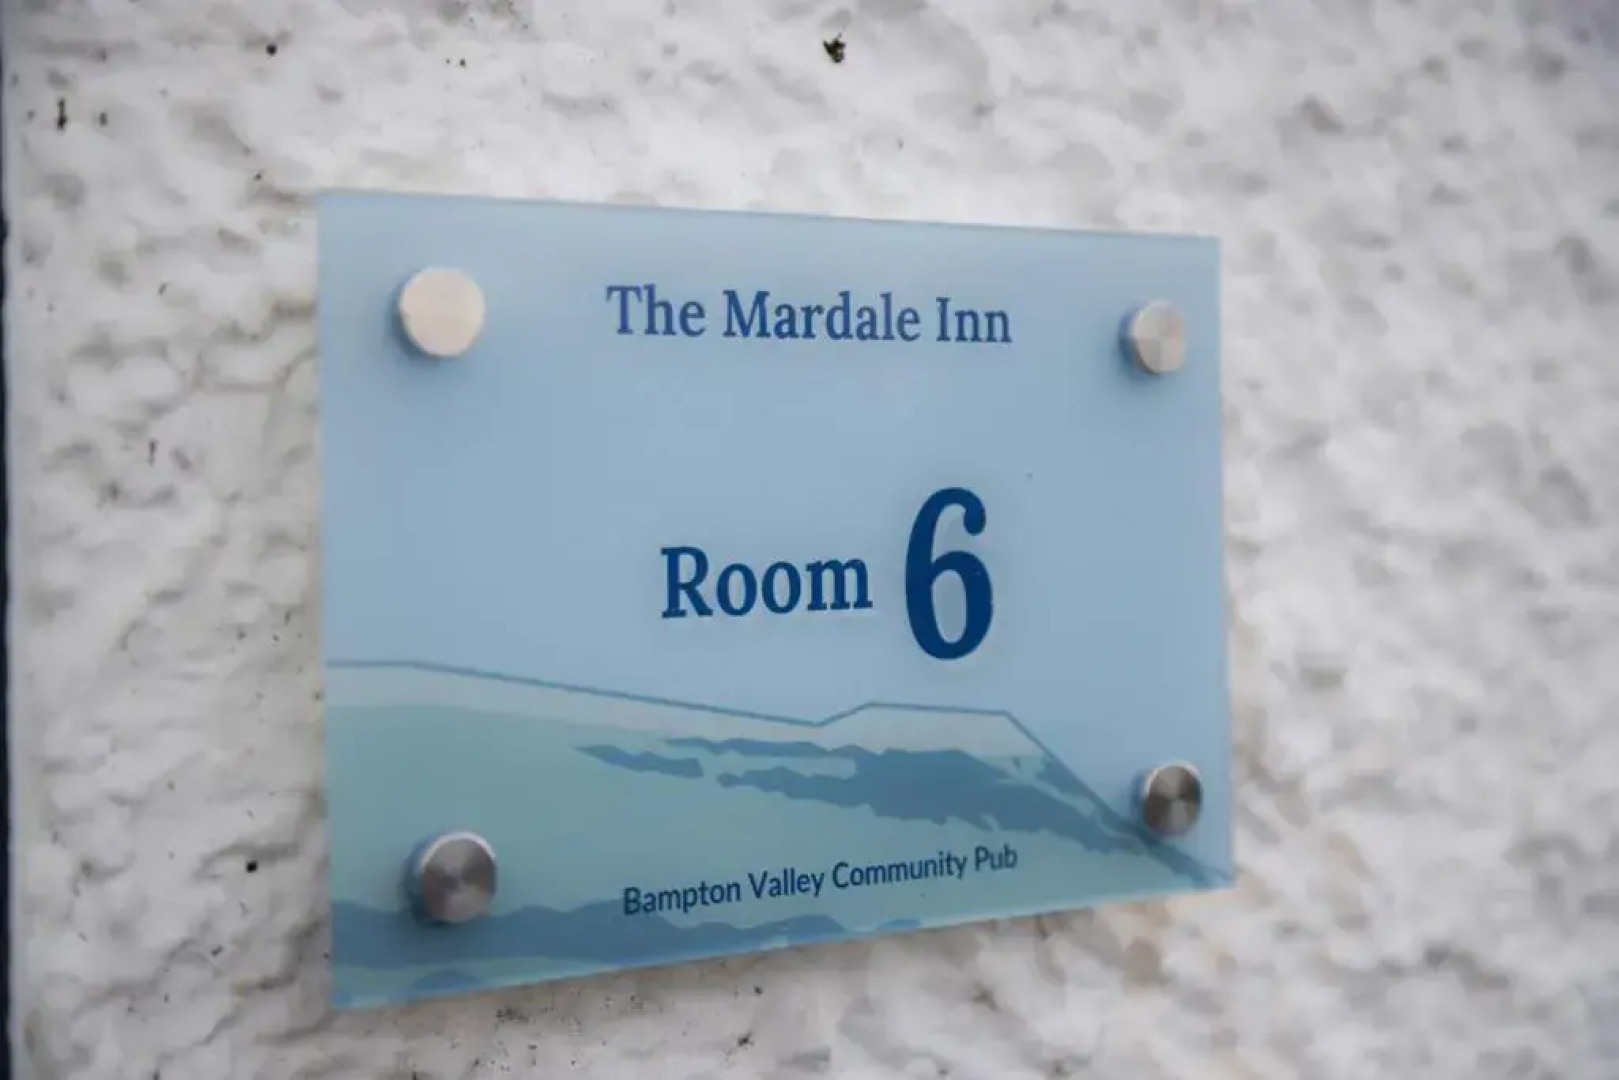 The Mardale Inn
Room 6
Bampton Valley Community Pub